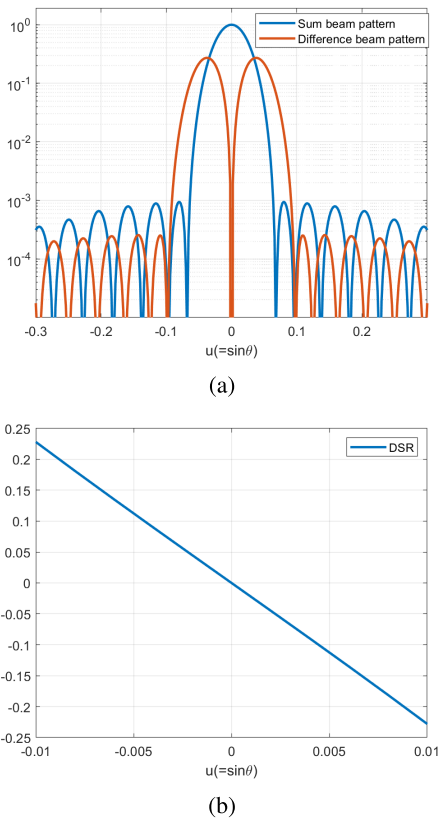 10⁰
10⁻¹
10⁻²
10⁻³
10⁻⁴
Sum beam pattern
Difference beam pattern
-0.3 -0.2 -0.1 0 0.1 0.2
u(=sinθ)
(a)
0.25
0.2
0.15
0.1
0.05
0
-0.05
-0.1
-0.15
-0.2
-0.25
DSR
-0.01 -0.005 0 0.005 0.01
u(=sinθ)
(b)